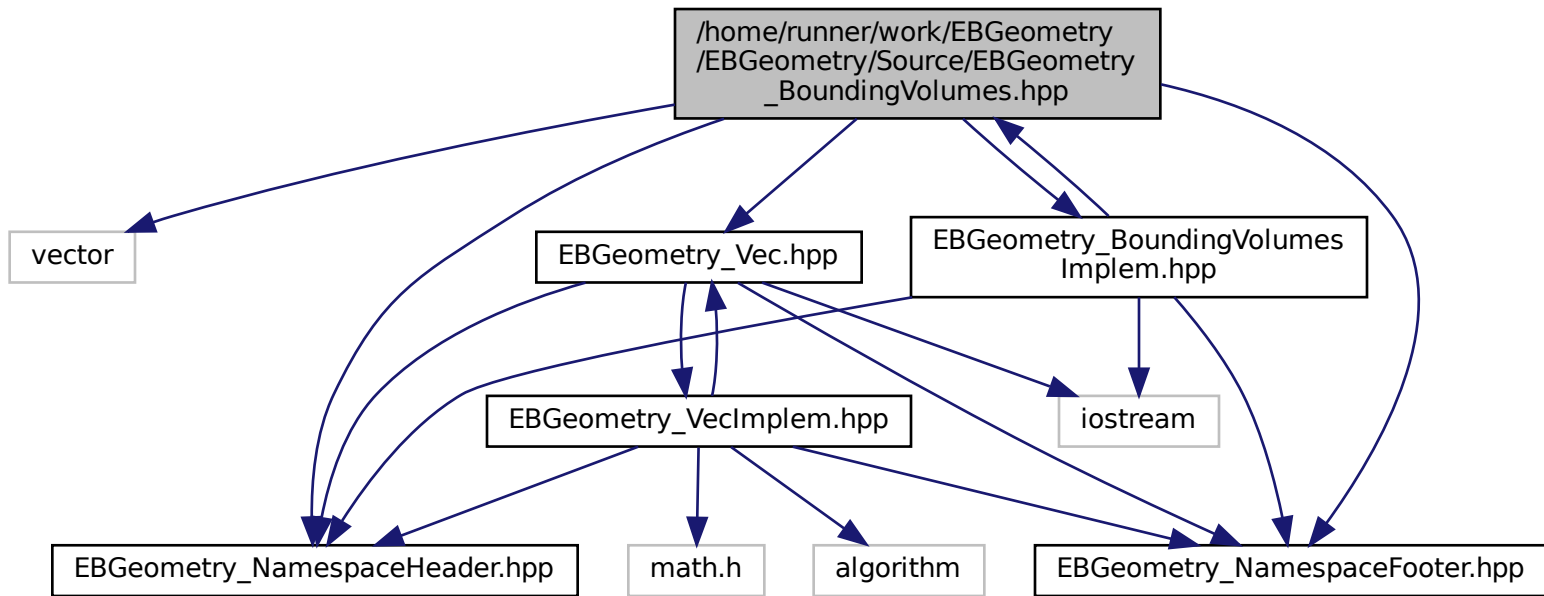 /home/runner/work/EBGeometry
/EBGeometry/Source/EBGeometry
_BoundingVolumes.hpp
vector
EBGeometry_Vec.hpp
EBGeometry_BoundingVolumes
Implem.hpp
EBGeometry_VecImplem.hpp
iostream
EBGeometry_NamespaceHeader.hpp
math.h
algorithm
EBGeometry_NamespaceFooter.hpp